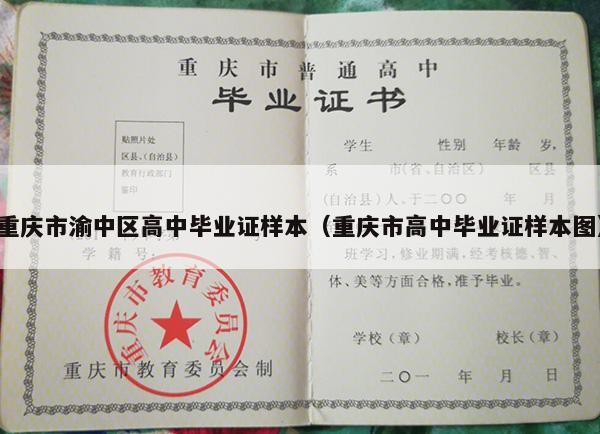 重庆市普通高中
毕业证书
贴照片处
区县、(自治县)
教育行政部门
鉴印
学籍号:
重庆市教育委员会
重庆市教育委员会制
学生 性别 年龄 岁,
系 市(省、自治区) 区县
(自治县)人,于二〇〇 年 月
重庆市渝中区高中毕业证样本（重庆市高中毕业证样本图）
班学习,修业期满,经考核德、智、
体、美等方面合格,准予毕业。
学校(章) 校长(章)
二〇一 年 月 日